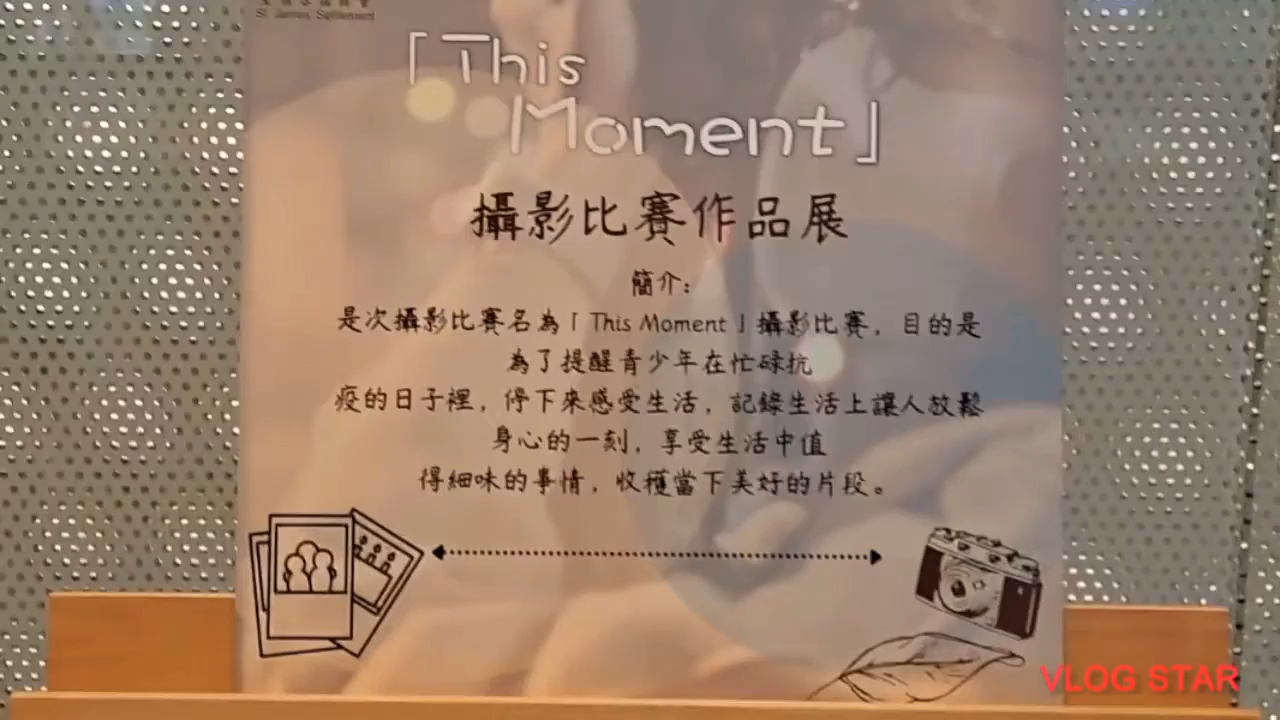 St James Settlement
「This
Moment」
攝影比賽作品展
簡介：
是次攝影比賽名為「This Moment」攝影比賽，目的是
為了提醒青少年在忙碌抗
疫的日子裡，停下來感受生活，記錄生活上讓人放鬆
身心的一刻，享受生活中值
得細味的事情，收穫當下美好的片段。
VLOG STAR